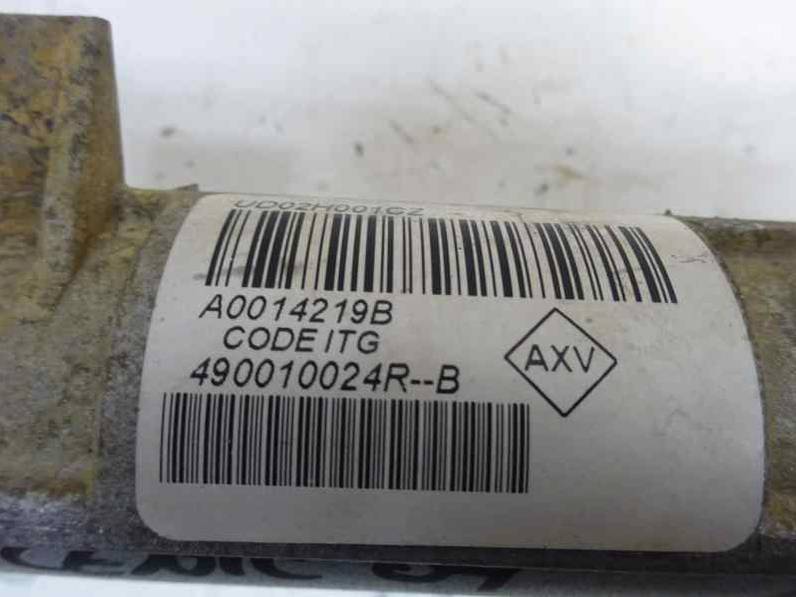 UD02H001CZ
A0014219B
CODE ITG
490010024R--B
AXV